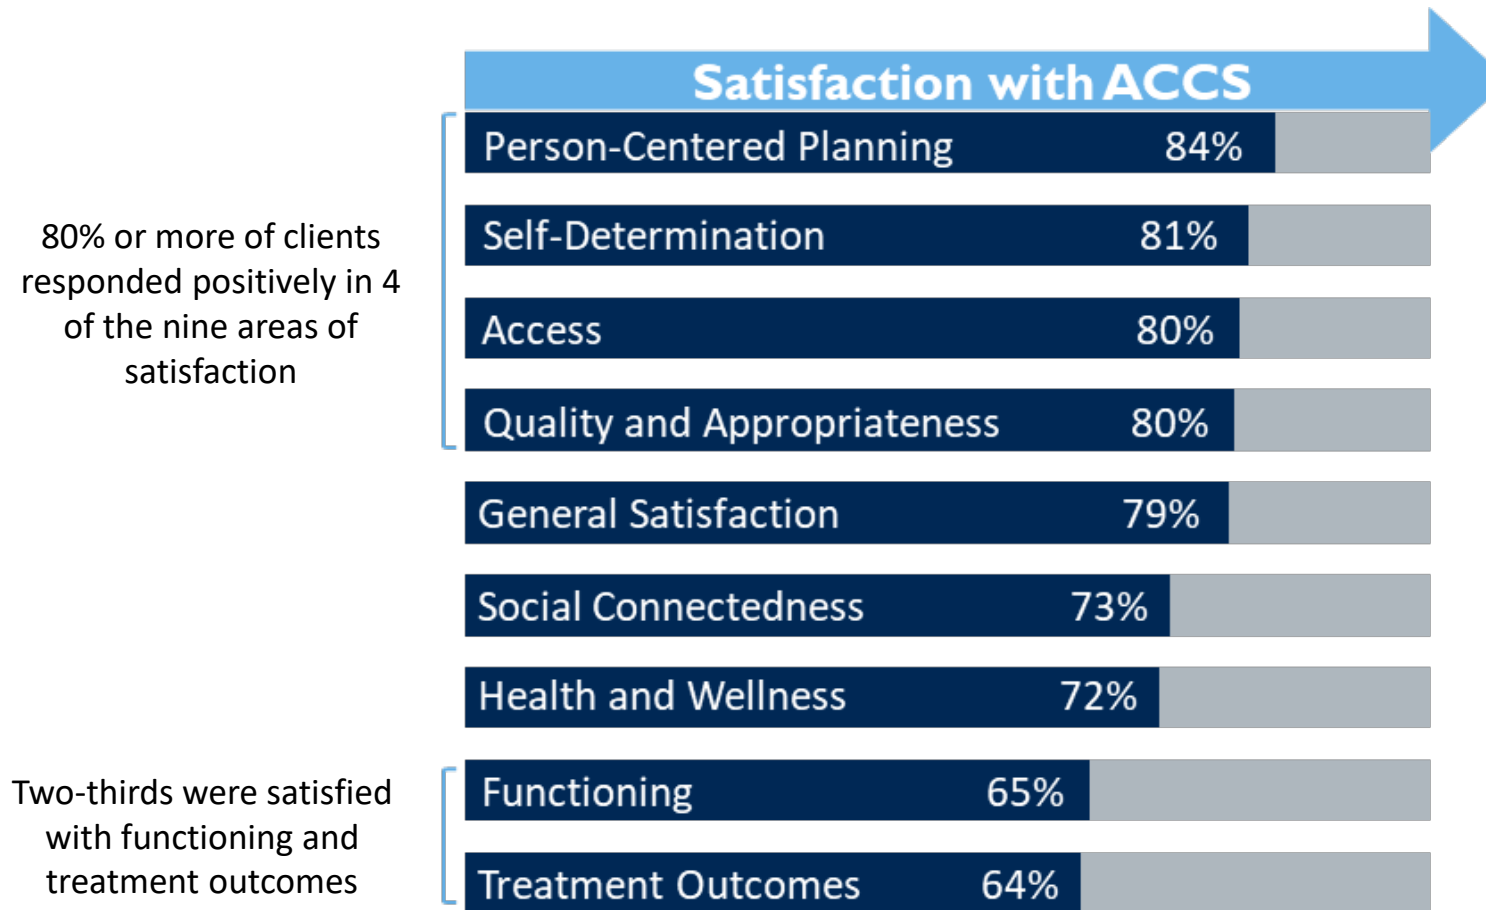 Satisfaction with ACCS
80% or more of clients
responded positively in 4
of the nine areas of
satisfaction
Person-Centered Planning 84%
Self-Determination 81%
Access 80%
Quality and Appropriateness 80%
General Satisfaction 79%
Social Connectedness 73%
Health and Wellness 72%
Two-thirds were satisfied
with functioning and
treatment outcomes
Functioning 65%
Treatment Outcomes 64%